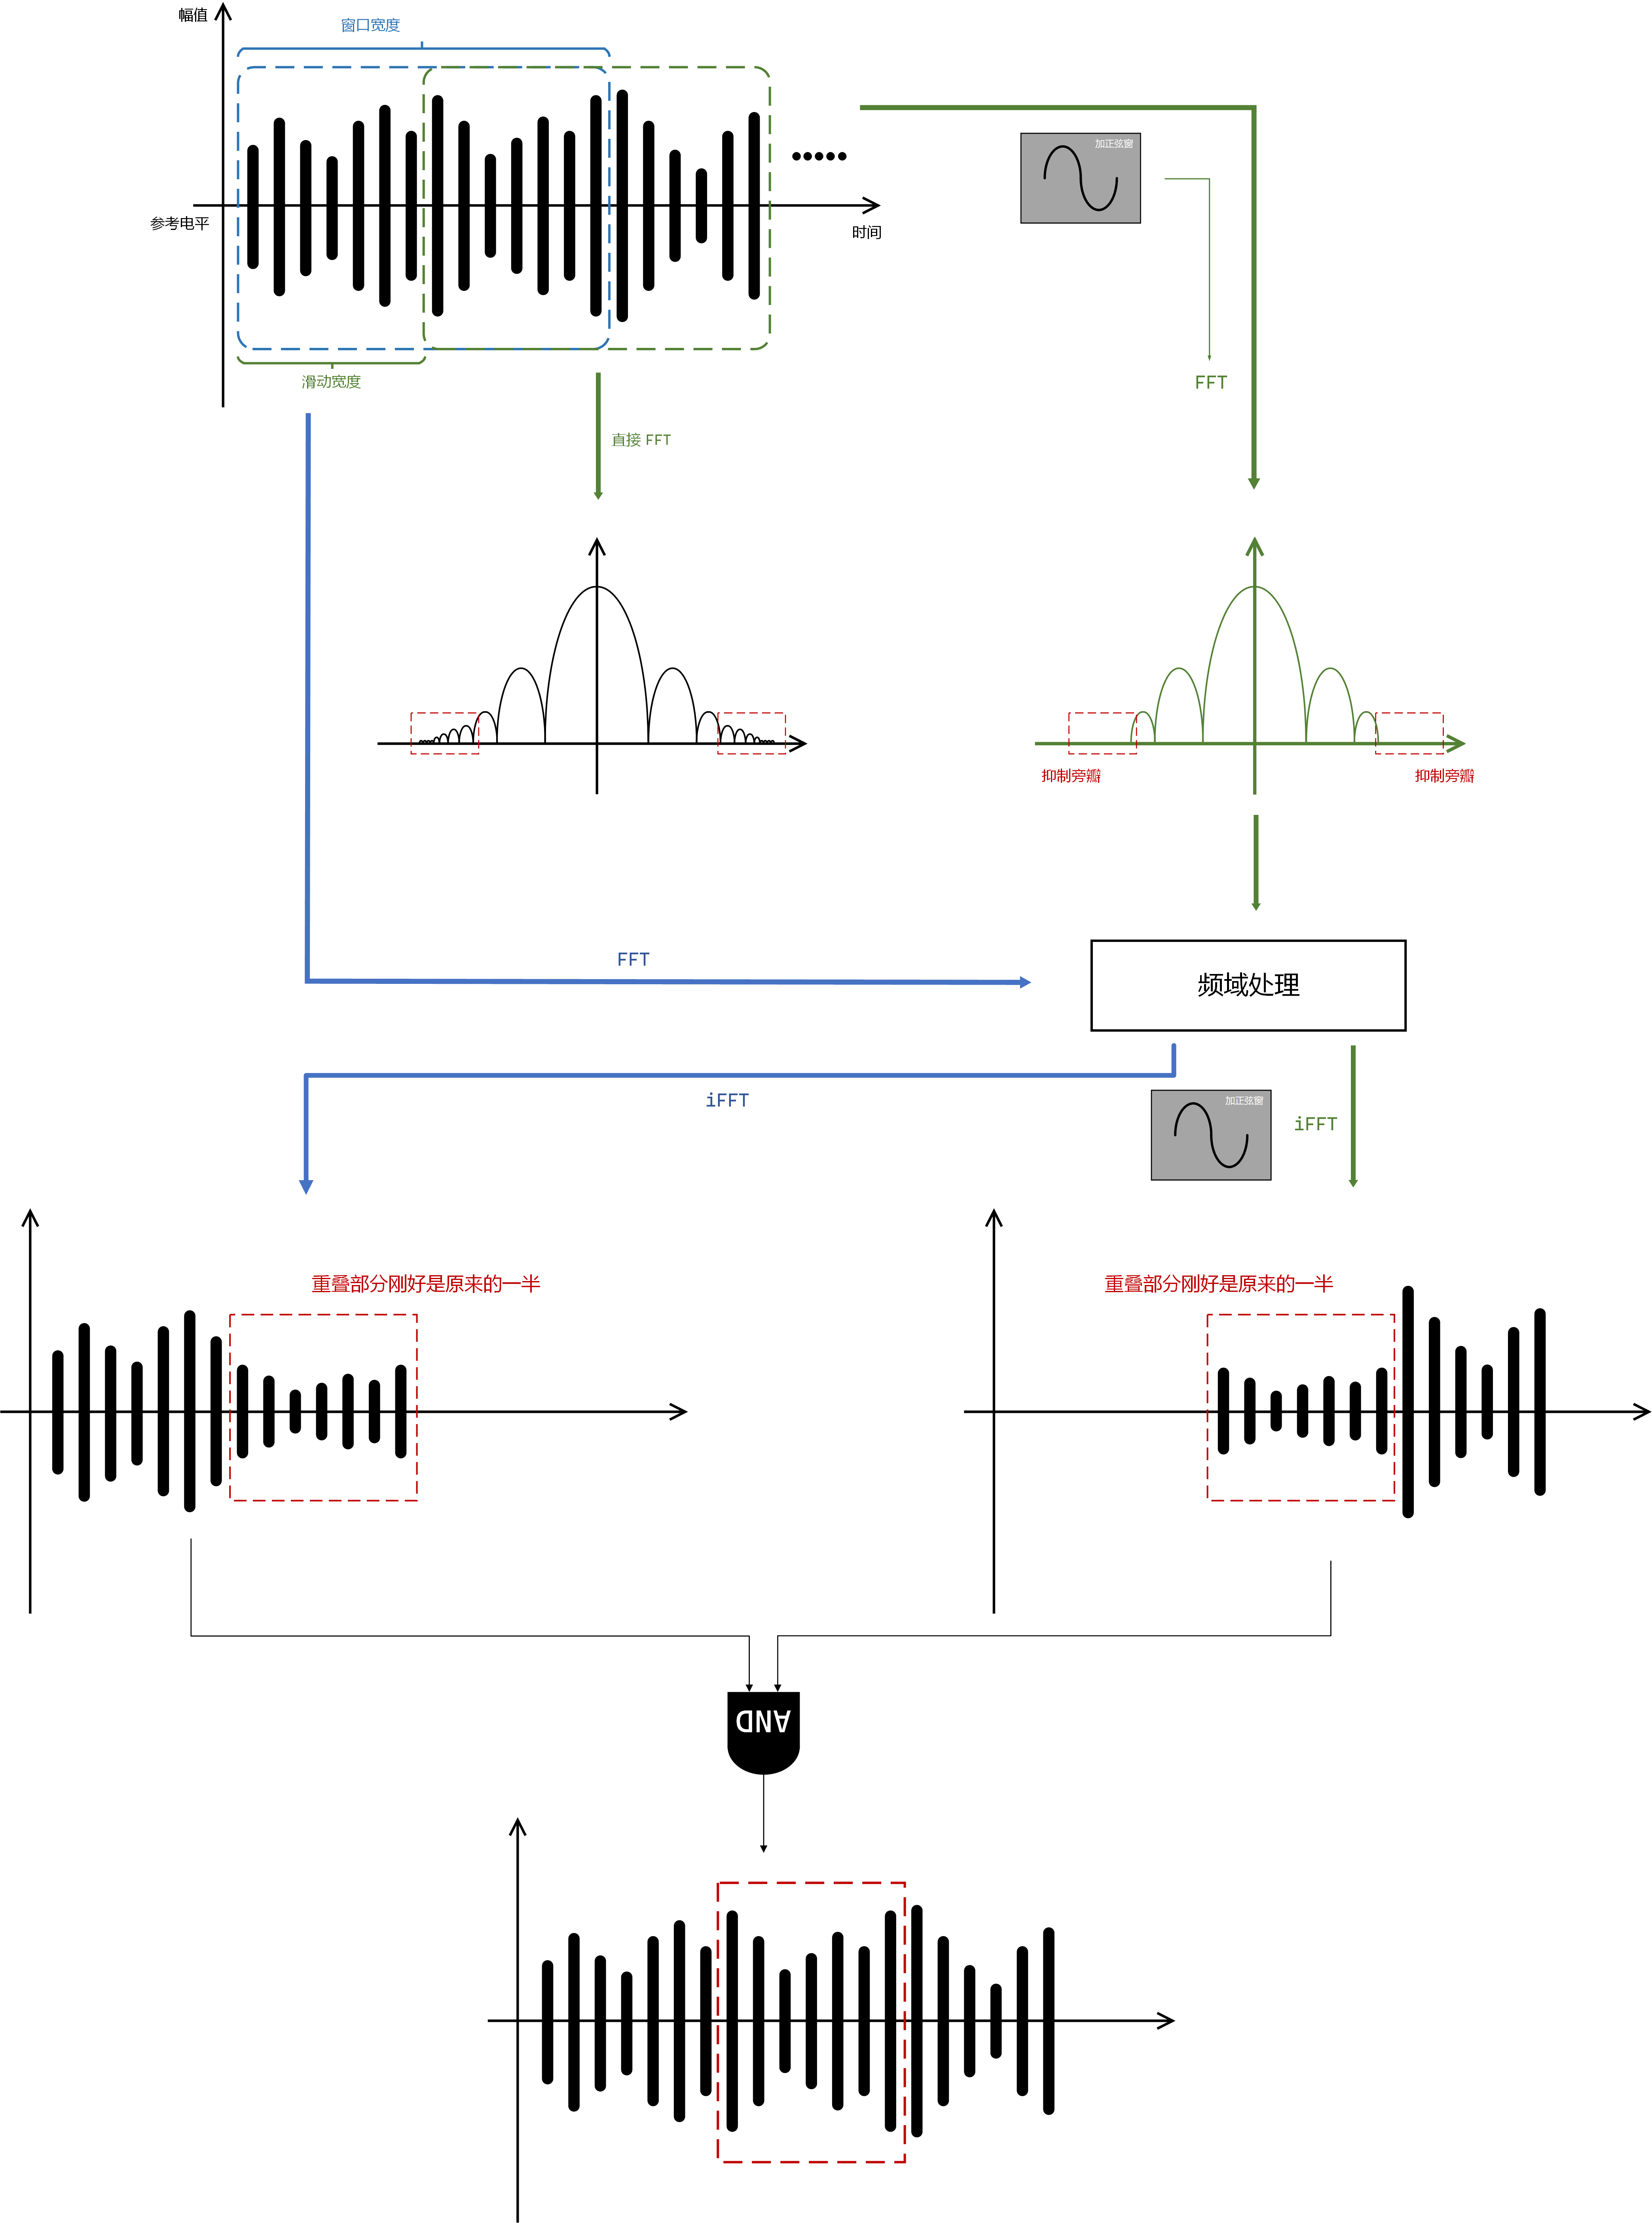 幅值
窗口宽度
加正弦窗
参考电平
时间
滑动宽度
FFT
直接 FFT
抑制旁瓣
抑制旁瓣
FFT
频域处理
iFFT
加正弦窗
iFFT
重叠部分刚好是原来的一半
重叠部分刚好是原来的一半
AND